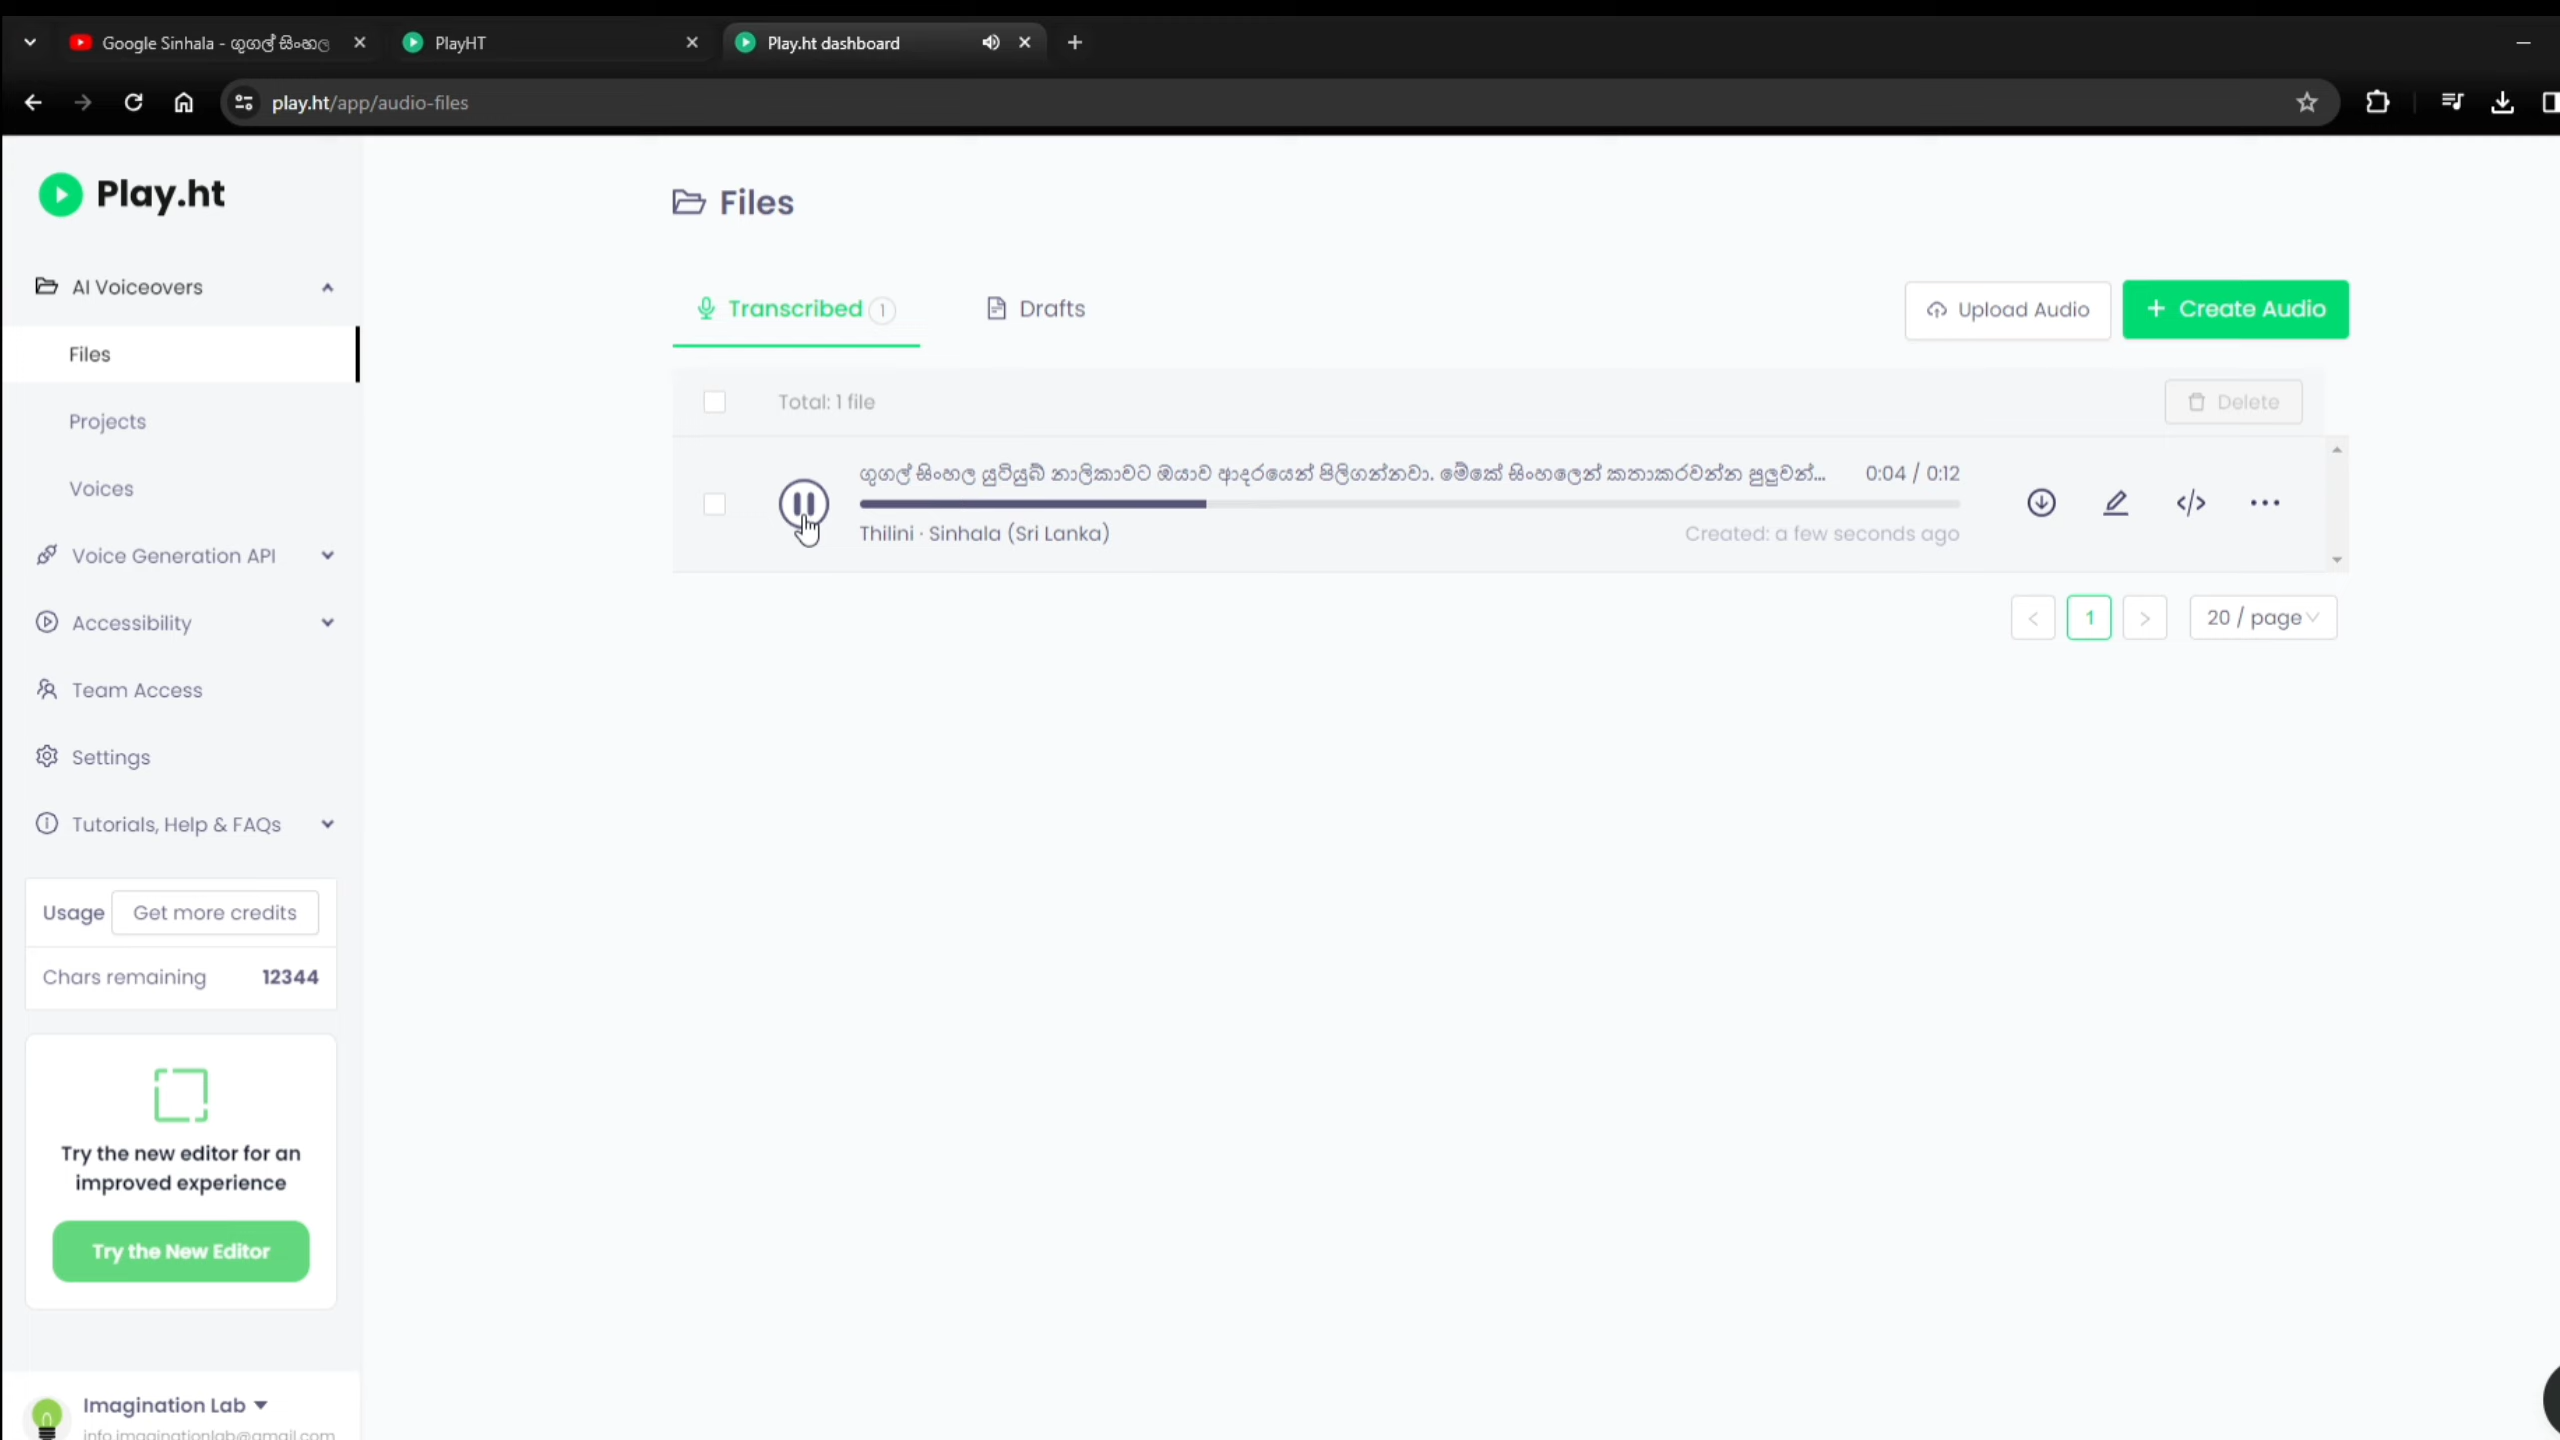 Google Sinhala - ගූගල් සිංහල
PlayHT
Play.ht dashboard
play.ht/app/audio-files
Play.ht
AI Voiceovers
Files
Projects
Voices
Voice Generation API
Accessibility
Team Access
Settings
Tutorials, Help & FAQs
Usage
Get more credits
Chars remaining 12344
Try the new editor for an
improved experience
Try the New Editor
Imagination Lab
info.imaginationlab@gmail.com
Files
Transcribed 1
Drafts
Upload Audio
+ Create Audio
Total: 1 file
Delete
ගූගල් සිංහල යූටියුබ් නාලිකාවට ඔයාව ආදරයෙන් පිලිගන්නවා. මේකේ සිංහලෙන් කතාකරවන්න පුලුවන්... 0:04 / 0:12
Thilini · Sinhala (Sri Lanka)
Created: a few seconds ago
< 1 > 20 / page